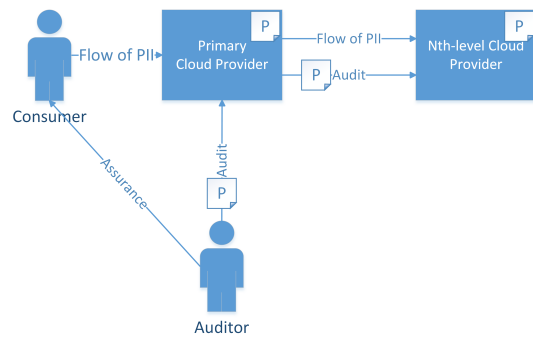 P
P
Primary
Cloud Provider
Flow of PII
Flow of PII
Nth-level Cloud
Provider
P
Audit
Consumer
Audit
Assurance
P
Auditor